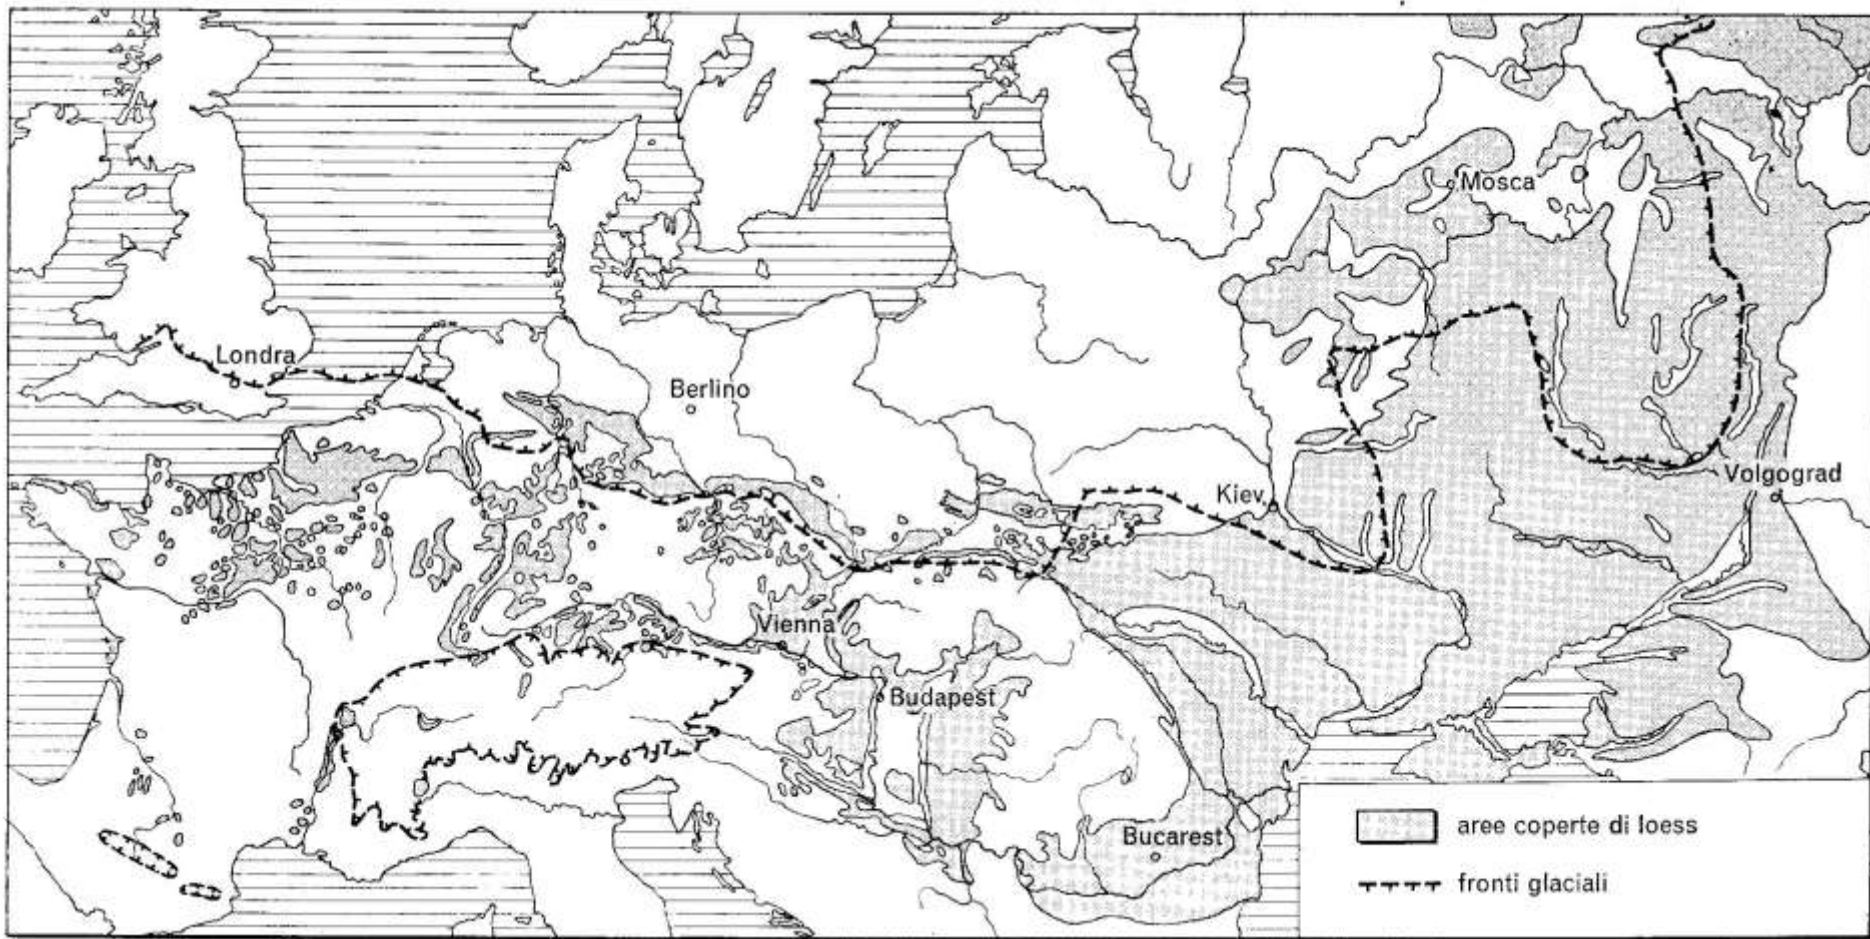 Mosca
Londra
Berlino
Volgograd
Kiev
Vienna
Budapest
Bucarest
aree coperte di loess
fronti glaciali